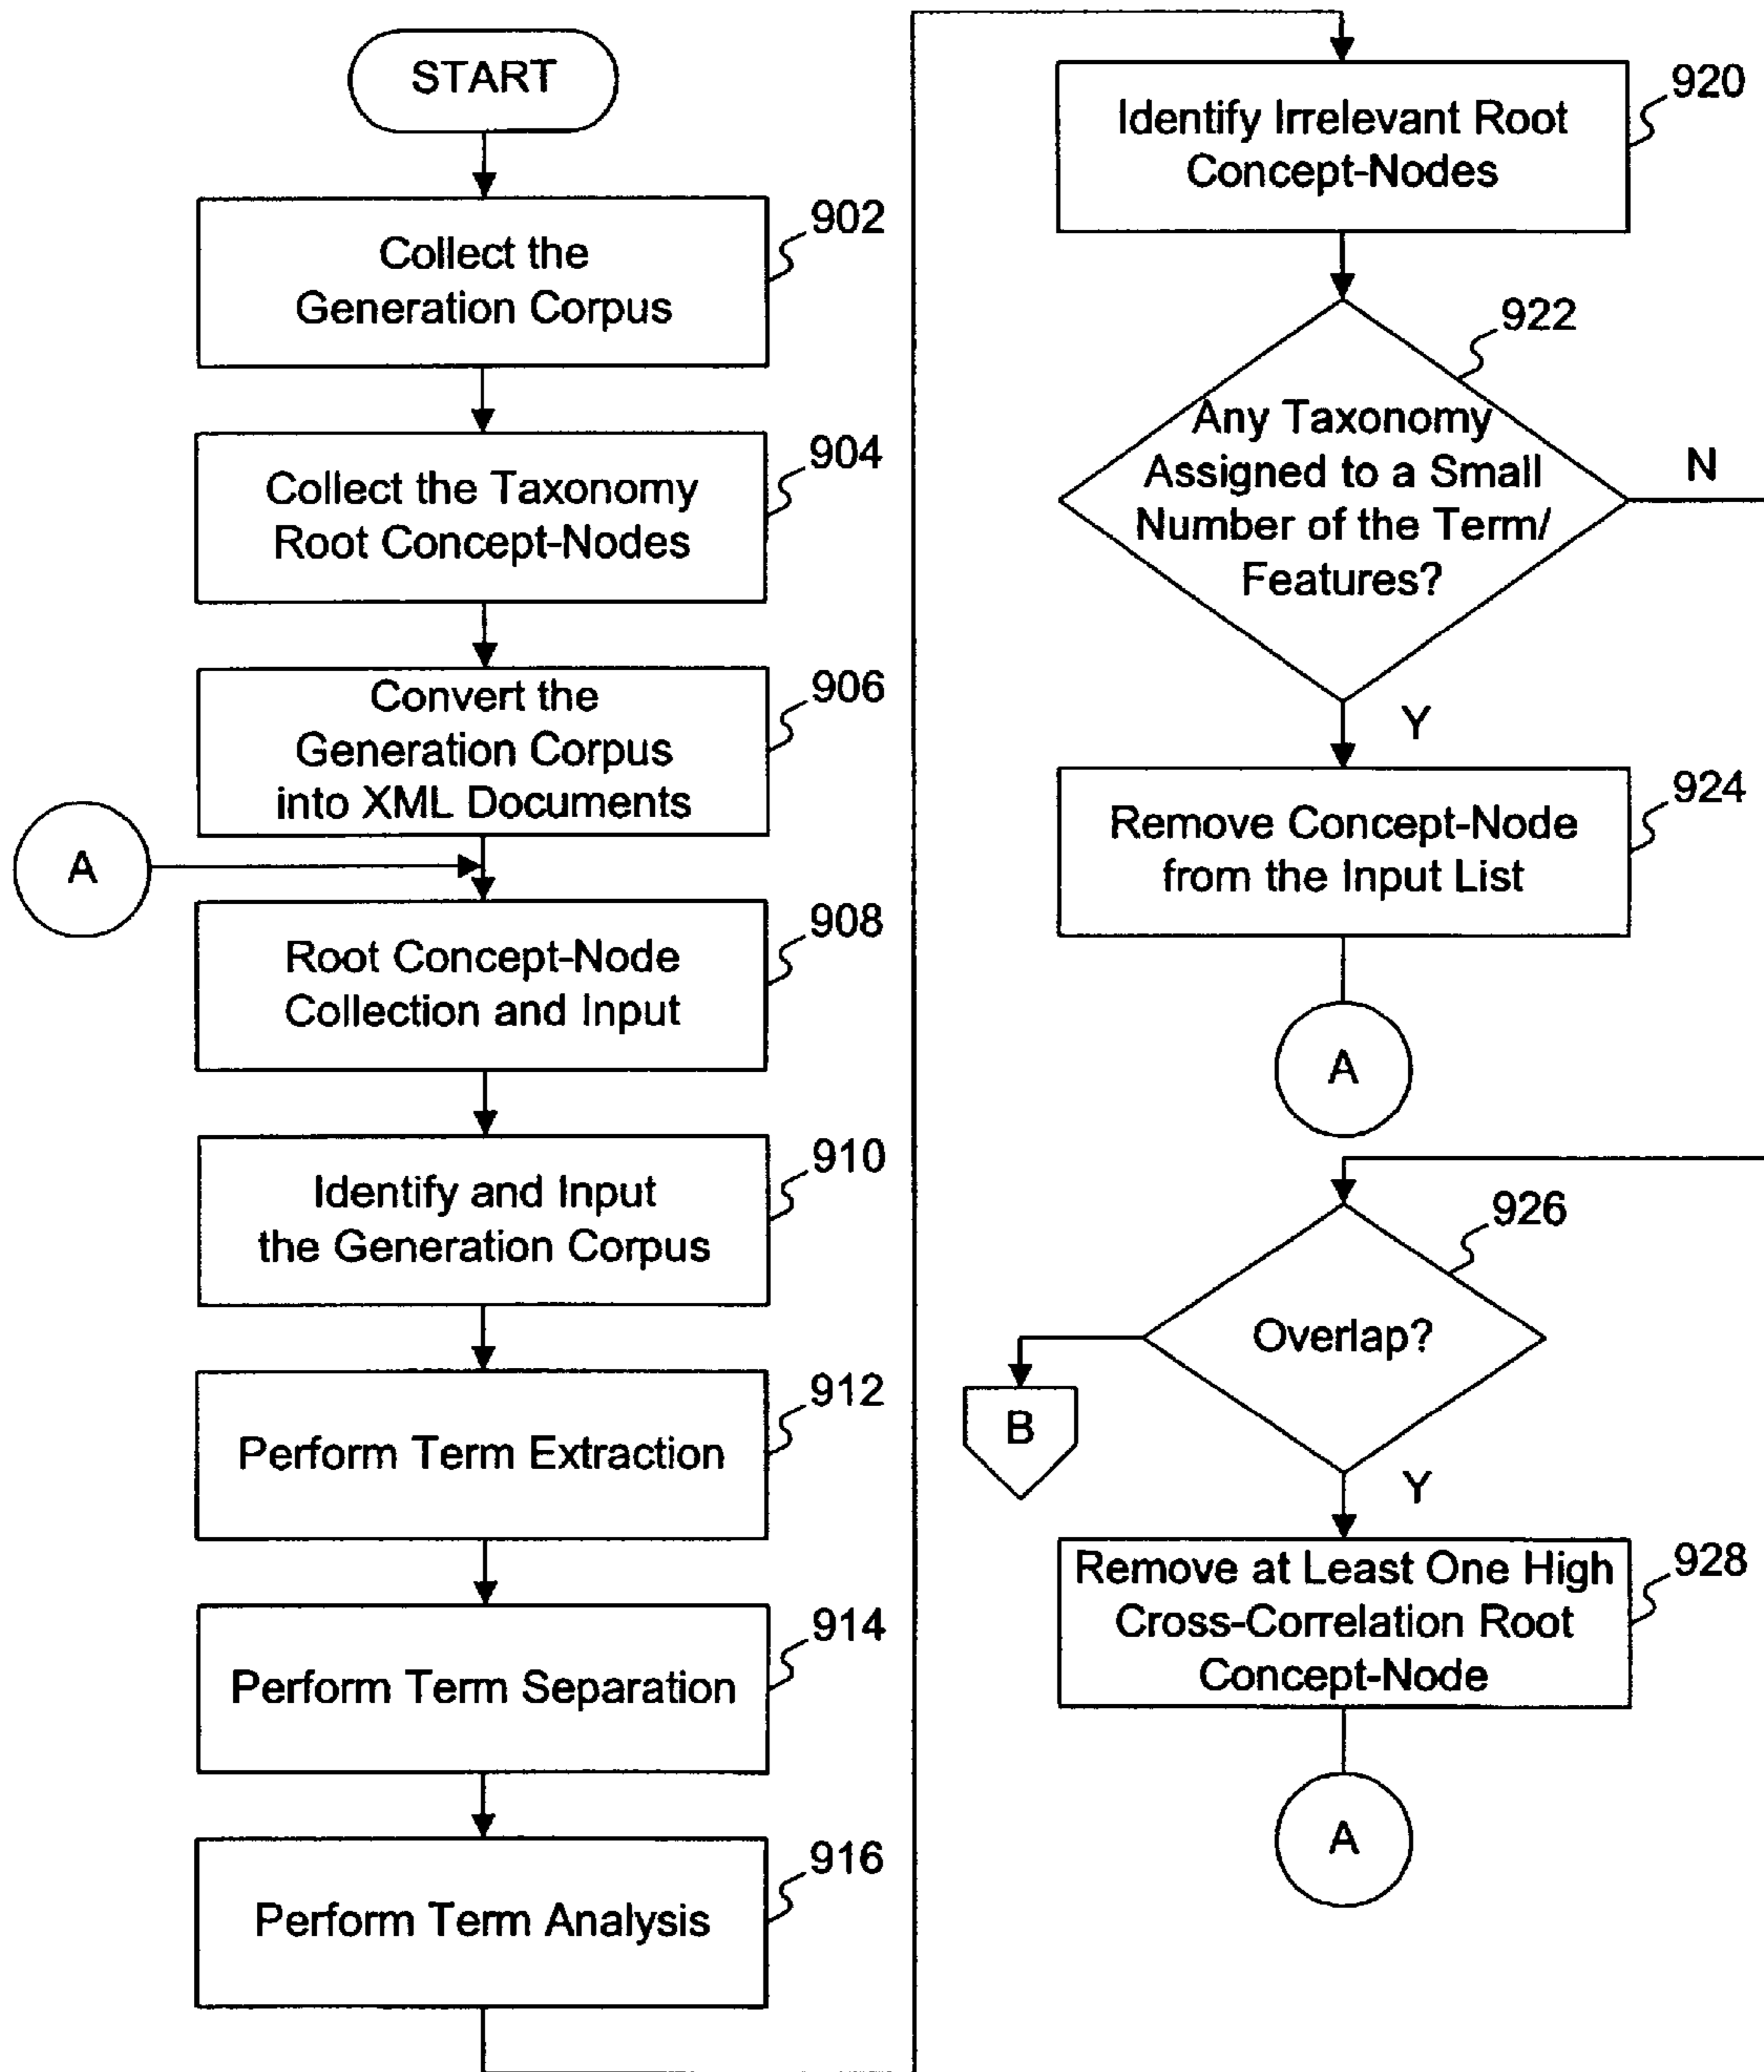 START
Collect the
Generation Corpus
902
Collect the Taxonomy
Root Concept-Nodes
904
Convert the
Generation Corpus
into XML Documents
906
A
Root Concept-Node
Collection and Input
908
Identify and Input
the Generation Corpus
910
Perform Term Extraction
912
Perform Term Separation
914
Perform Term Analysis
916
Identify Irrelevant Root
Concept-Nodes
920
Any Taxonomy
Assigned to a Small
Number of the Term/
Features?
922
N
Y
Remove Concept-Node
from the Input List
924
A
Overlap?
926
B
Y
Remove at Least One High
Cross-Correlation Root
Concept-Node
928
A